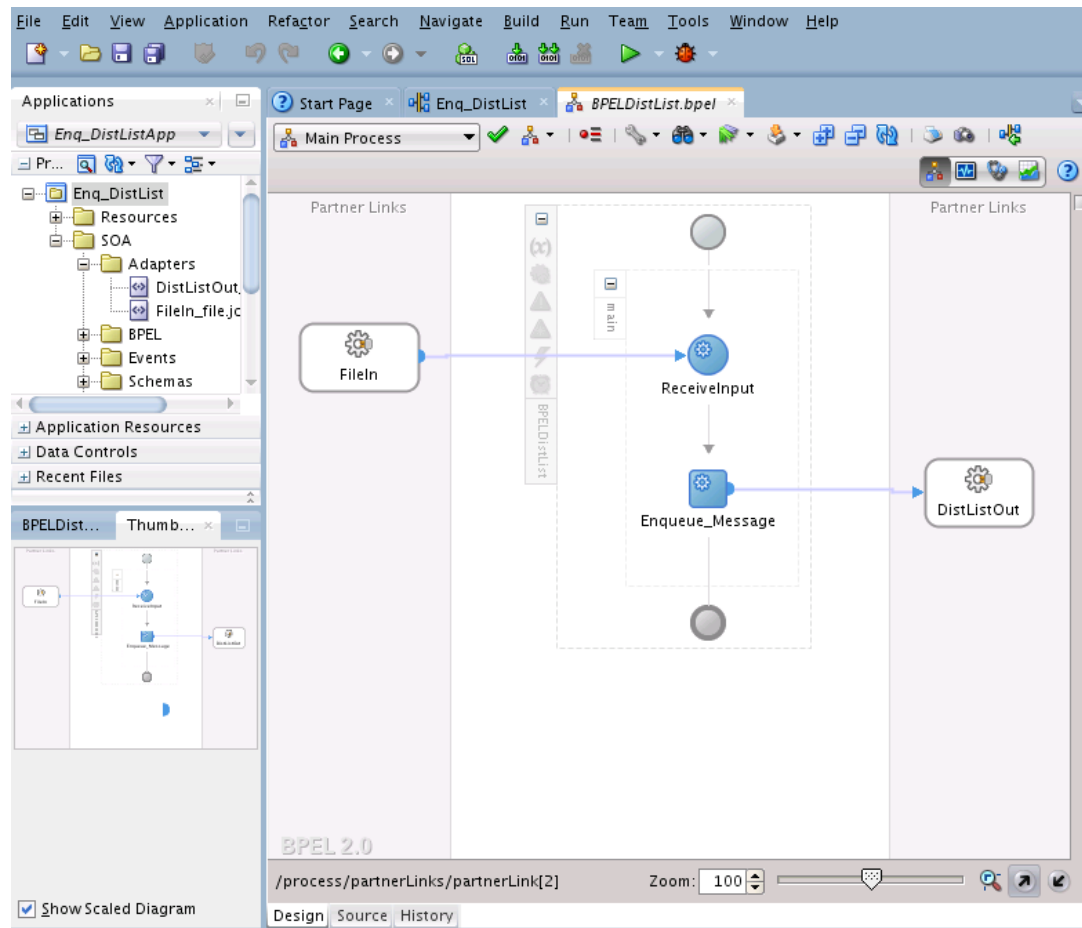 File Edit View Application Refactor Search Navigate Build Run Team Tools Window Help
Applications
Start Page
Enq_DistList
BPELDistList.bpel
Enq_DistListApp
Main Process
Pr...
Enq_DistList
Resources
SOA
Adapters
DistListOut
FileIn_file.jc
BPEL
Events
Schemas
Application Resources
Data Controls
Recent Files
BPELDist...
Thumb...
Show Scaled Diagram
Partner Links
Partner Links
(x)
main
FileIn
ReceiveInput
BPELDistList
Enqueue_Message
DistListOut
BPEL 2.0
/process/partnerLinks/partnerLink[2]
Zoom: 100
Design Source History